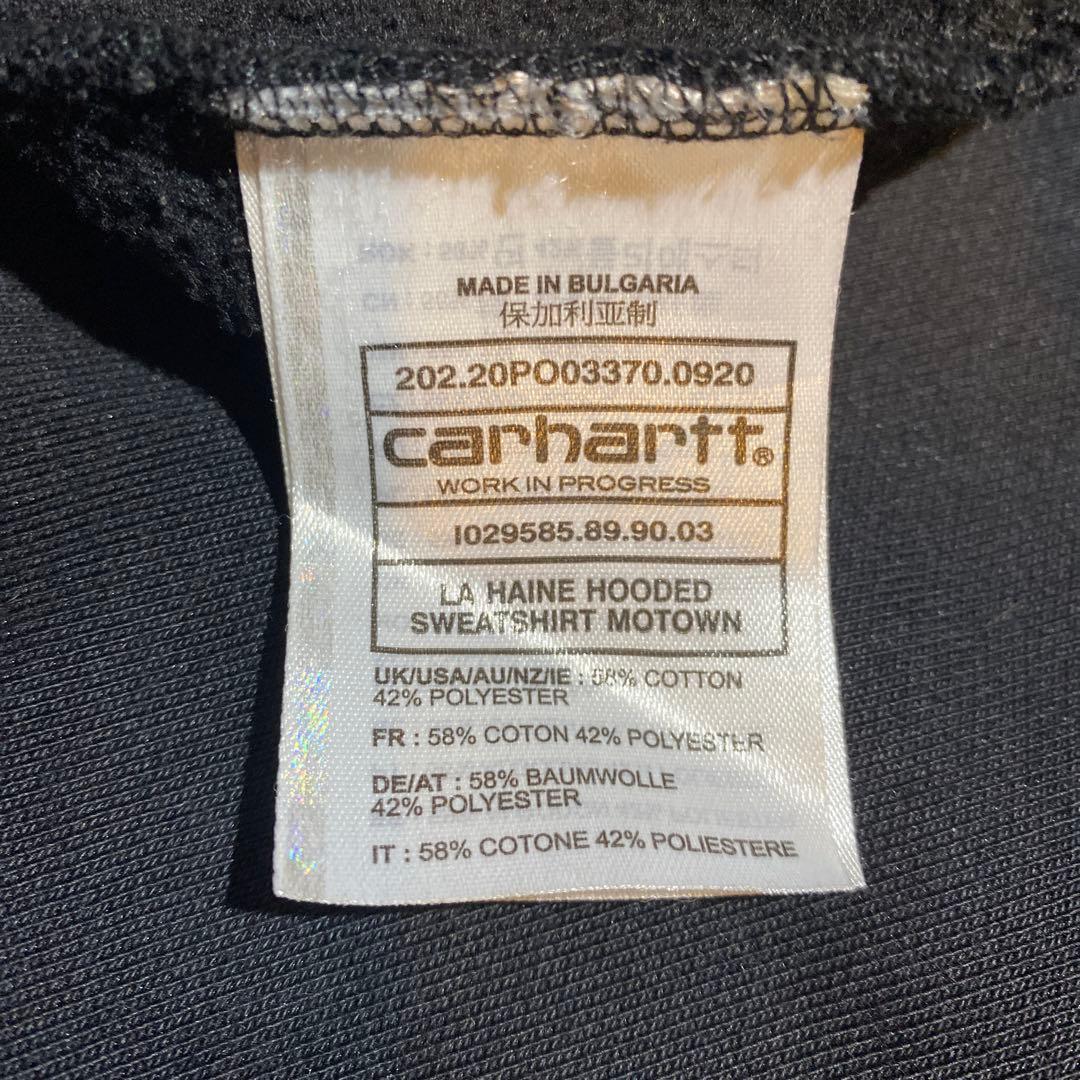 MADE IN BULGARIA
保加利亚制
202.20PO03370.0920
carhartt®
WORK IN PROGRESS
I029585.89.90.03
LA HAINE HOODED
SWEATSHIRT MOTOWN
UK/USA/AU/NZ/IE : 58% COTTON
42% POLYESTER
FR : 58% COTON 42% POLYESTER
DE/AT : 58% BAUMWOLLE
42% POLYESTER
IT : 58% COTONE 42% POLIESTERE